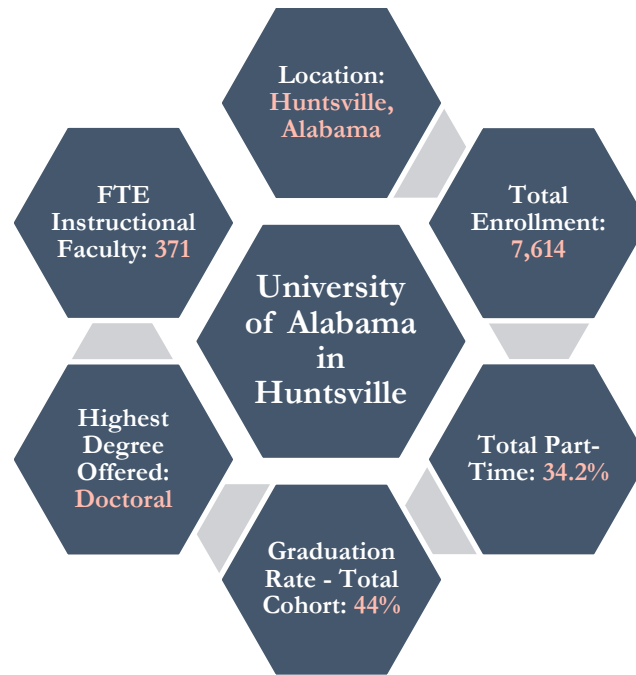 Location:
Huntsville,
Alabama
Total
Enrollment:
7,614
Total Part-
Time: 34.2%
Graduation
Rate - Total
Cohort: 44%
Highest
Degree
Offered:
Doctoral
FTE
Instructional
Faculty: 371
University
of Alabama
in
Huntsville